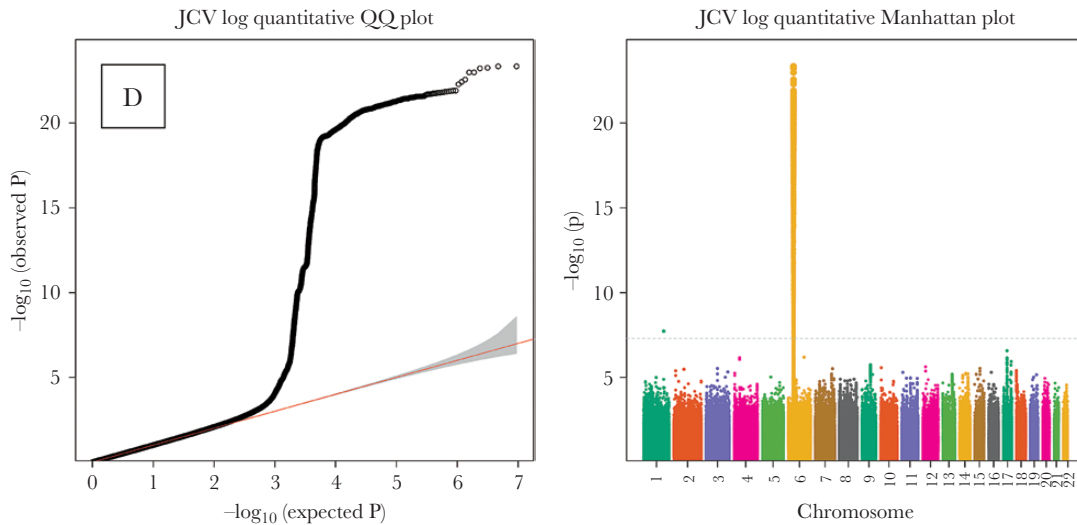 JCV log quantitative QQ plot
D
20
15
10
5
–log10 (observed P)
0 1 2 3 4 5 6 7
–log10 (expected P)
JCV log quantitative Manhattan plot
20
15
10
5
–log10 (p)
1 2 3 4 5 6 7 8 9 10 11 12 13 14 15 16 17 18 19 20 21 22
Chromosome